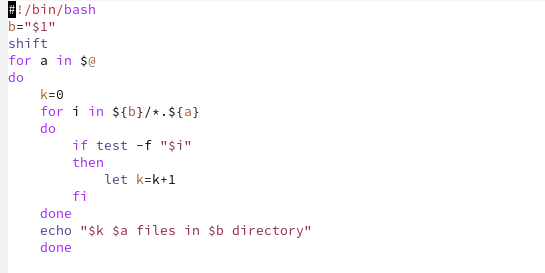 #!/bin/bash
b="$1"
shift
for a in $@
do
    k=0
    for i in ${b}/*.${a}
    do
        if test -f "$i"
        then
            let k=k+1
        fi
    done
    echo "$k $a files in $b directory"
    done